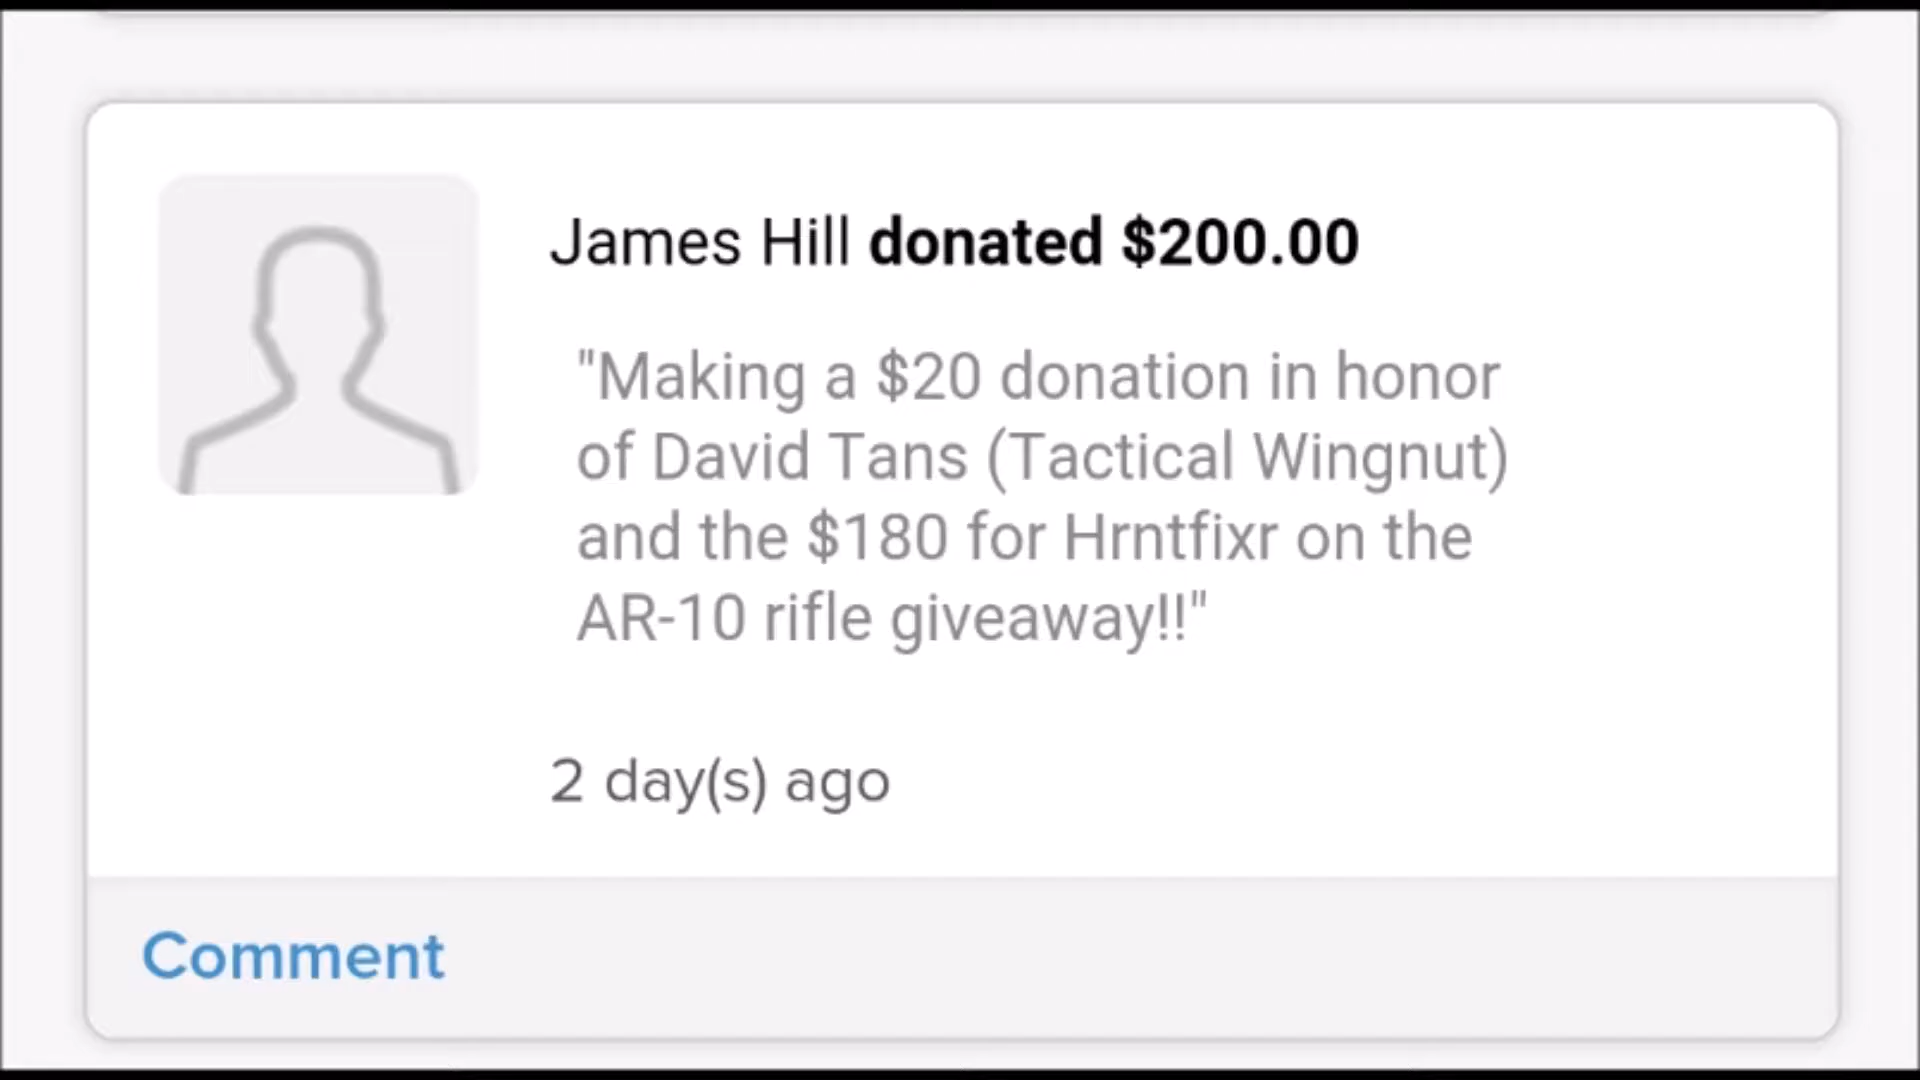 James Hill donated $200.00
"Making a $20 donation in honor
of David Tans (Tactical Wingnut)
and the $180 for Hrntfixr on the
AR-10 rifle giveaway!!"
2 day(s) ago
Comment